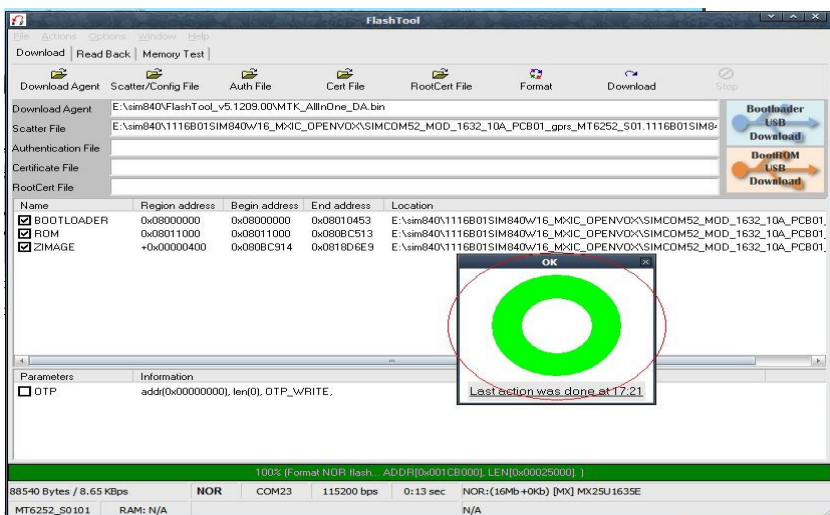 FlashTool
File Actions Options Window Help
Download Read Back Memory Test
Download Agent Scatter/Config File Auth File Cert File RootCert File Format Download Stop
Download Agent E:\sim840\FlashTool_v5.1209.00\MTK_AllInOne_DA.bin
Scatter File E:\sim840\1116B01SIM840W16_MXIC_OPENVOX\SIMCOM52_MOD_1632_10A_PCB01_gprs_MT6252_S01.1116B01SIM84
Authentication File
Certificate File
RootCert File
Bootloader
USB
Download
BootROM
USB
Download
Name Region address Begin address End address Location
BOOTLOADER 0x08000000 0x08000000 0x08010453 E:\sim840\1116B01SIM840W16_MXIC_OPENVOX\SIMCOM52_MOD_1632_10A_PCB01_
ROM 0x08011000 0x08011000 0x080BC513 E:\sim840\1116B01SIM840W16_MXIC_OPENVOX\SIMCOM52_MOD_1632_10A_PCB01_
ZIMAGE +0x00000400 0x080BC914 0x0818D6E9 E:\sim840\1116B01SIM840W16_MXIC_OPENVOX\SIMCOM52_MOD_1632_10A_PCB01_
OK
Last action was done at 17:21
Parameters Information
OTP addr(0x00000000), len(0), OTP_WRITE,
100% (Format NOR flash... ADDR[0x001CB000], LEN[0x00025000]. )
88540 Bytes / 8.65 KBps NOR COM23 115200 bps 0:13 sec NOR:(16Mb+0Kb) [MX] MX25U1635E
MT6252_S0101 RAM: N/A N/A